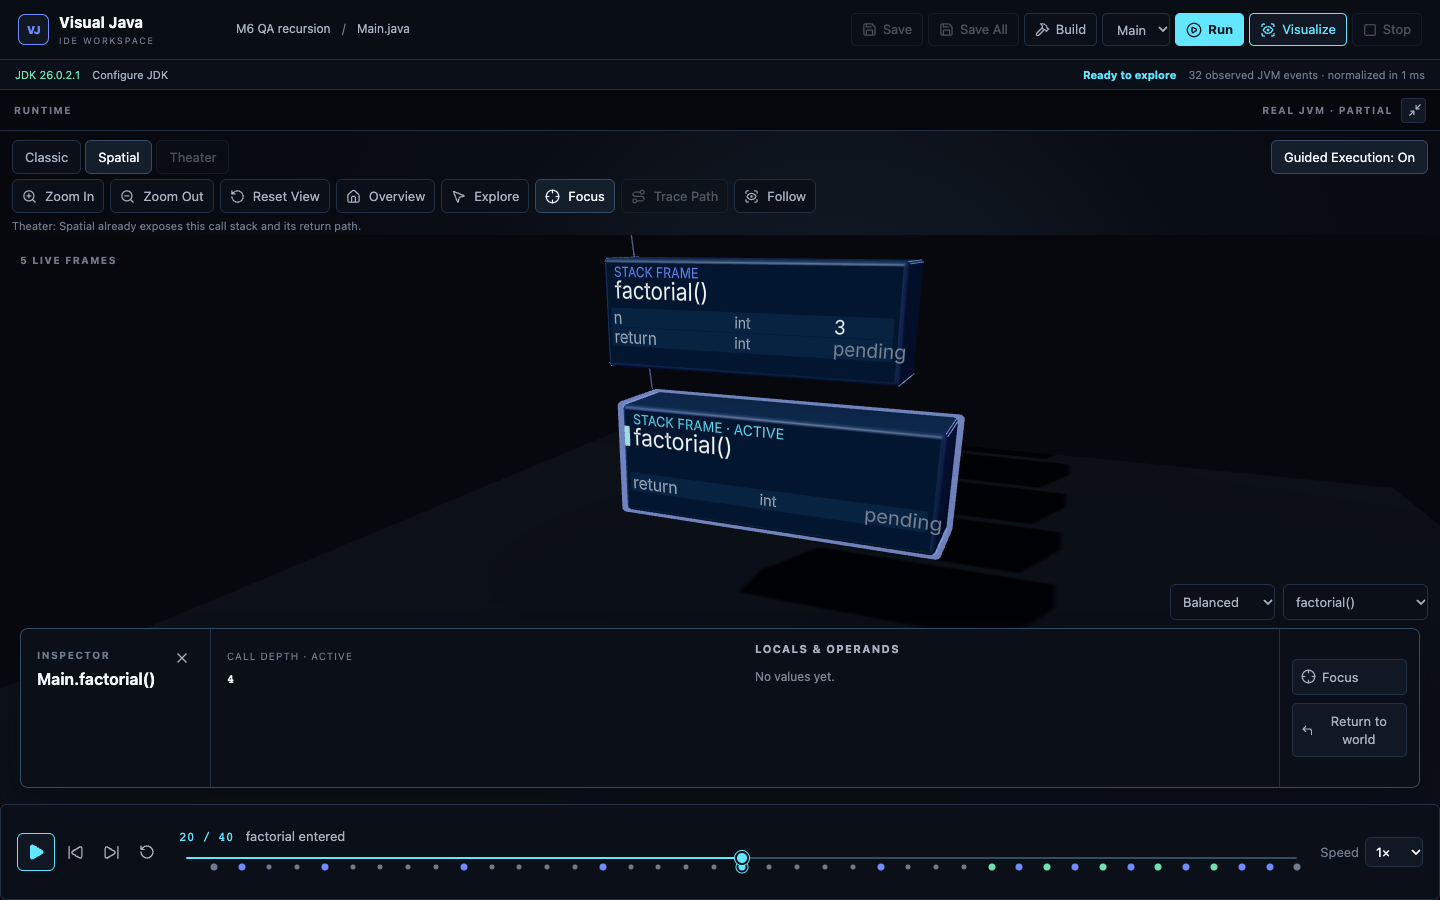 VJ
Visual Java
IDE WORKSPACE
M6 QA recursion / Main.java
Save
Save All
Build
Main
Run
Visualize
Stop
JDK 26.0.2.1 Configure JDK
Ready to explore 32 observed JVM events · normalized in 1 ms
RUNTIME
REAL JVM · PARTIAL
Classic
Spatial
Theater
Guided Execution: On
Zoom In
Zoom Out
Reset View
Overview
Explore
Focus
Trace Path
Follow
Theater: Spatial already exposes this call stack and its return path.
5 LIVE FRAMES
STACK FRAME
factorial()
n int 3
return int pending
STACK FRAME · ACTIVE
factorial()
return int pending
Balanced
factorial()
INSPECTOR
Main.factorial()
CALL DEPTH · ACTIVE
4
LOCALS & OPERANDS
No values yet.
Focus
Return to
world
20 / 40 factorial entered
Speed
1×